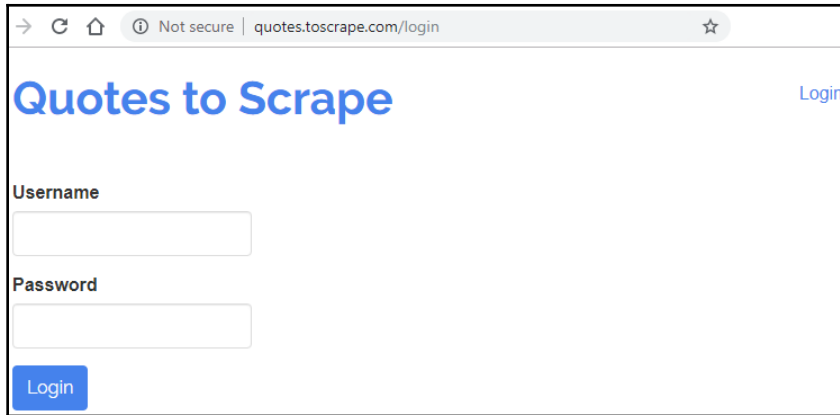 Not secure | quotes.toscrape.com/login
Quotes to Scrape
Login
Username
Password
Login